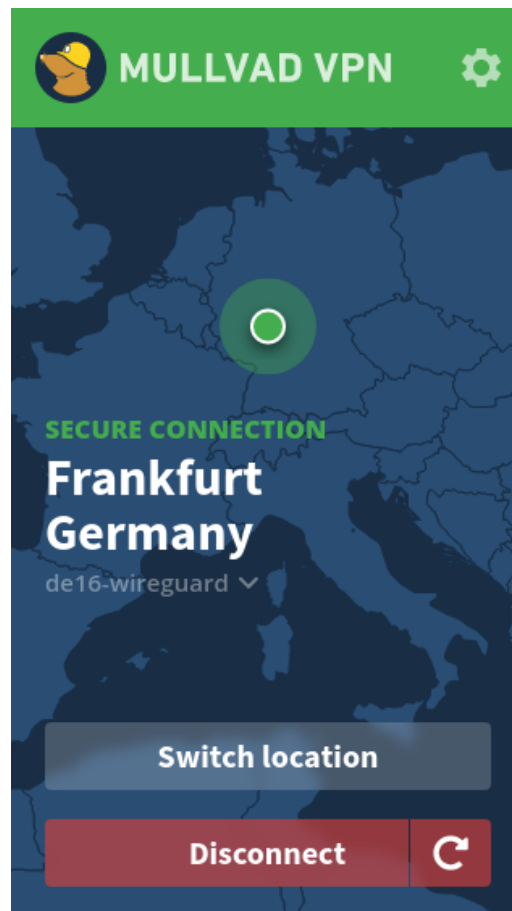 MULLVAD VPN
SECURE CONNECTION
Frankfurt
Germany
de16-wireguard
Switch location
Disconnect